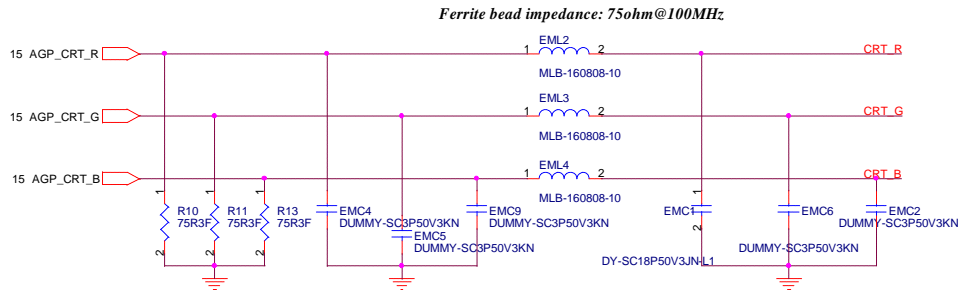 Ferrite bead impedance: 75ohm@100MHz
EML2
15 AGP_CRT_R
1
2
CRT_R
MLB-160808-10
EML3
15 AGP_CRT_G
1
2
CRT_G
MLB-160808-10
EML4
15 AGP_CRT_B
1
2
CRT_B
MLB-160808-10
1
1
1
R10
R11
R13
EMC4
EMC9
EMC1
EMC6
EMC2
75R3F
75R3F
75R3F
DUMMY-SC3P50V3KN
DUMMY-SC3P50V3KN
DUMMY-SC3P50V3KN
EMC5
2
2
2
2
DUMMY-SC3P50V3KN
DUMMY-SC3P50V3KN
DY-SC18P50V3JN-L1